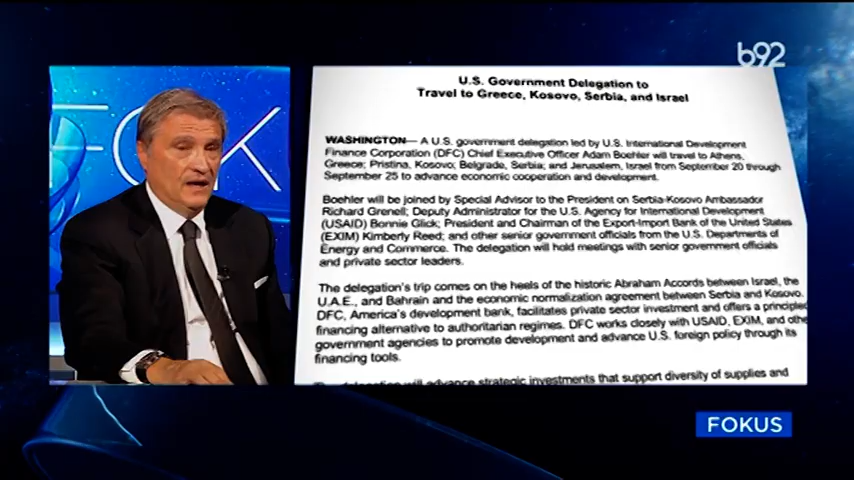 b92
FOK
U.S. Government Delegation to
Travel to Greece, Kosovo, Serbia, and Israel
WASHINGTON— A U.S. government delegation led by U.S. International Development
Finance Corporation (DFC) Chief Executive Officer Adam Boehler will travel to Athens,
Greece; Pristina, Kosovo; Belgrade, Serbia; and Jerusalem, Israel from September 20 through
September 25 to advance economic cooperation and development.
Boehler will be joined by Special Advisor to the President on Serbia-Kosovo Ambassador
Richard Grenell; Deputy Administrator for the U.S. Agency for International Development
(USAID) Bonnie Glick; President and Chairman of the Export-Import Bank of the United States
(EXIM) Kimberly Reed; and other senior government officials from the U.S. Departments of
Energy and Commerce. The delegation will hold meetings with senior government officials
and private sector leaders.
The delegation's trip comes on the heels of the historic Abraham Accords between Israel, the
U.A.E., and Bahrain and the economic normalization agreement between Serbia and Kosovo.
DFC, America's development bank, facilitates private sector investment and offers a principled
financing alternative to authoritarian regimes. DFC works closely with USAID, EXIM, and othe
government agencies to promote development and advance U.S. foreign policy through its
financing tools.
delegation will advance strategic investments that support diversity of supplies and
FOKUS